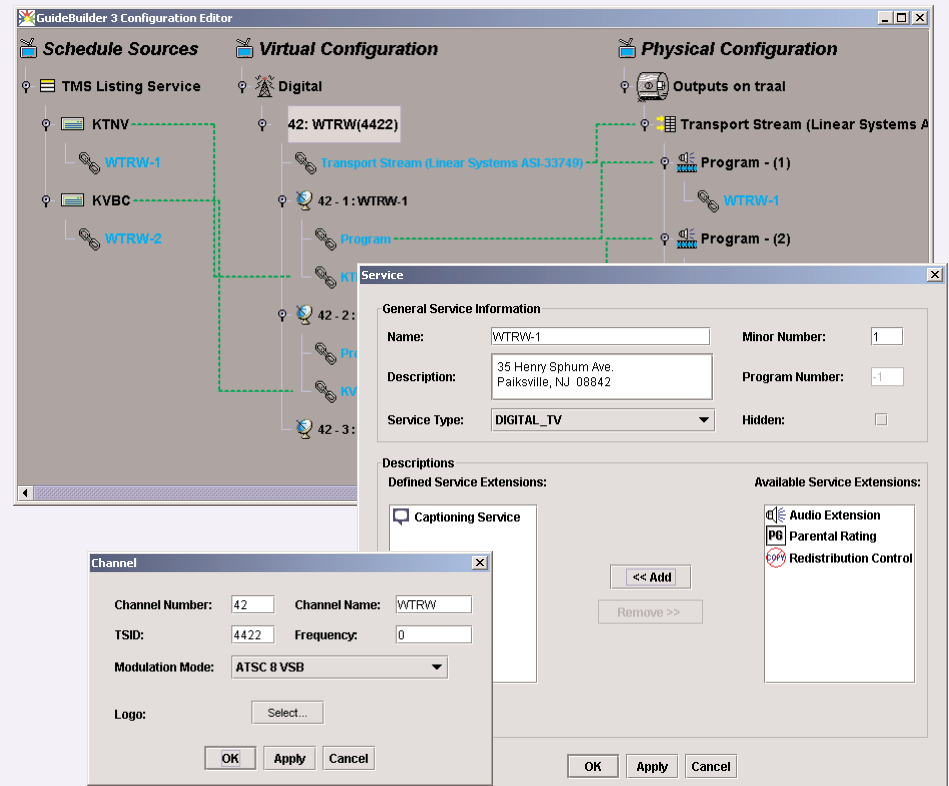 GuideBuilder 3 Configuration Editor
Schedule Sources
Virtual Configuration
Physical Configuration
TMS Listing Service
Digital
Outputs on traal
KTNV
42: WTRW(4422)
Transport Stream (Linear Systems A
WTRW-1
Transport Stream (Linear Systems ASI-33749)
Program - (1)
KVBC
42 - 1: WTRW-1
WTRW-1
WTRW-2
Program
Program - (2)
KT
42 - 2:
Pr
KV
42 - 3:
Service
General Service Information
Name:
WTRW-1
Minor Number:
1
Description:
35 Henry Sphum Ave.
Paiksville, NJ 08842
Program Number:
-1
Service Type:
DIGITAL_TV
Hidden:
Descriptions
Defined Service Extensions:
Available Service Extensions:
Captioning Service
Audio Extension
PG Parental Rating
COPY Redistribution Control
<< Add
Remove >>
OK
Apply
Cancel
Channel
Channel Number:
42
Channel Name:
WTRW
TSID:
4422
Frequency:
0
Modulation Mode:
ATSC 8 VSB
Logo:
Select...
OK
Apply
Cancel